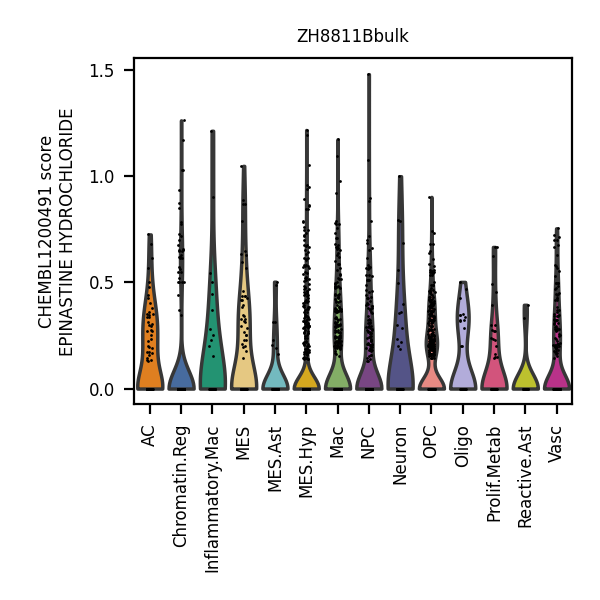 ZH8811Bbulk
CHEMBL1200491 score
EPINASTINE HYDROCHLORIDE
1.5
1.0
0.5
0.0
AC
Chromatin.Reg
Inflammatory.Mac
MES
MES.Ast
MES.Hyp
Mac
NPC
Neuron
OPC
Oligo
Prolif.Metab
Reactive.Ast
Vasc